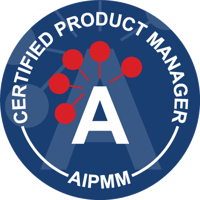 CERTIFIED PRODUCT MANAGER
A
AIPMM